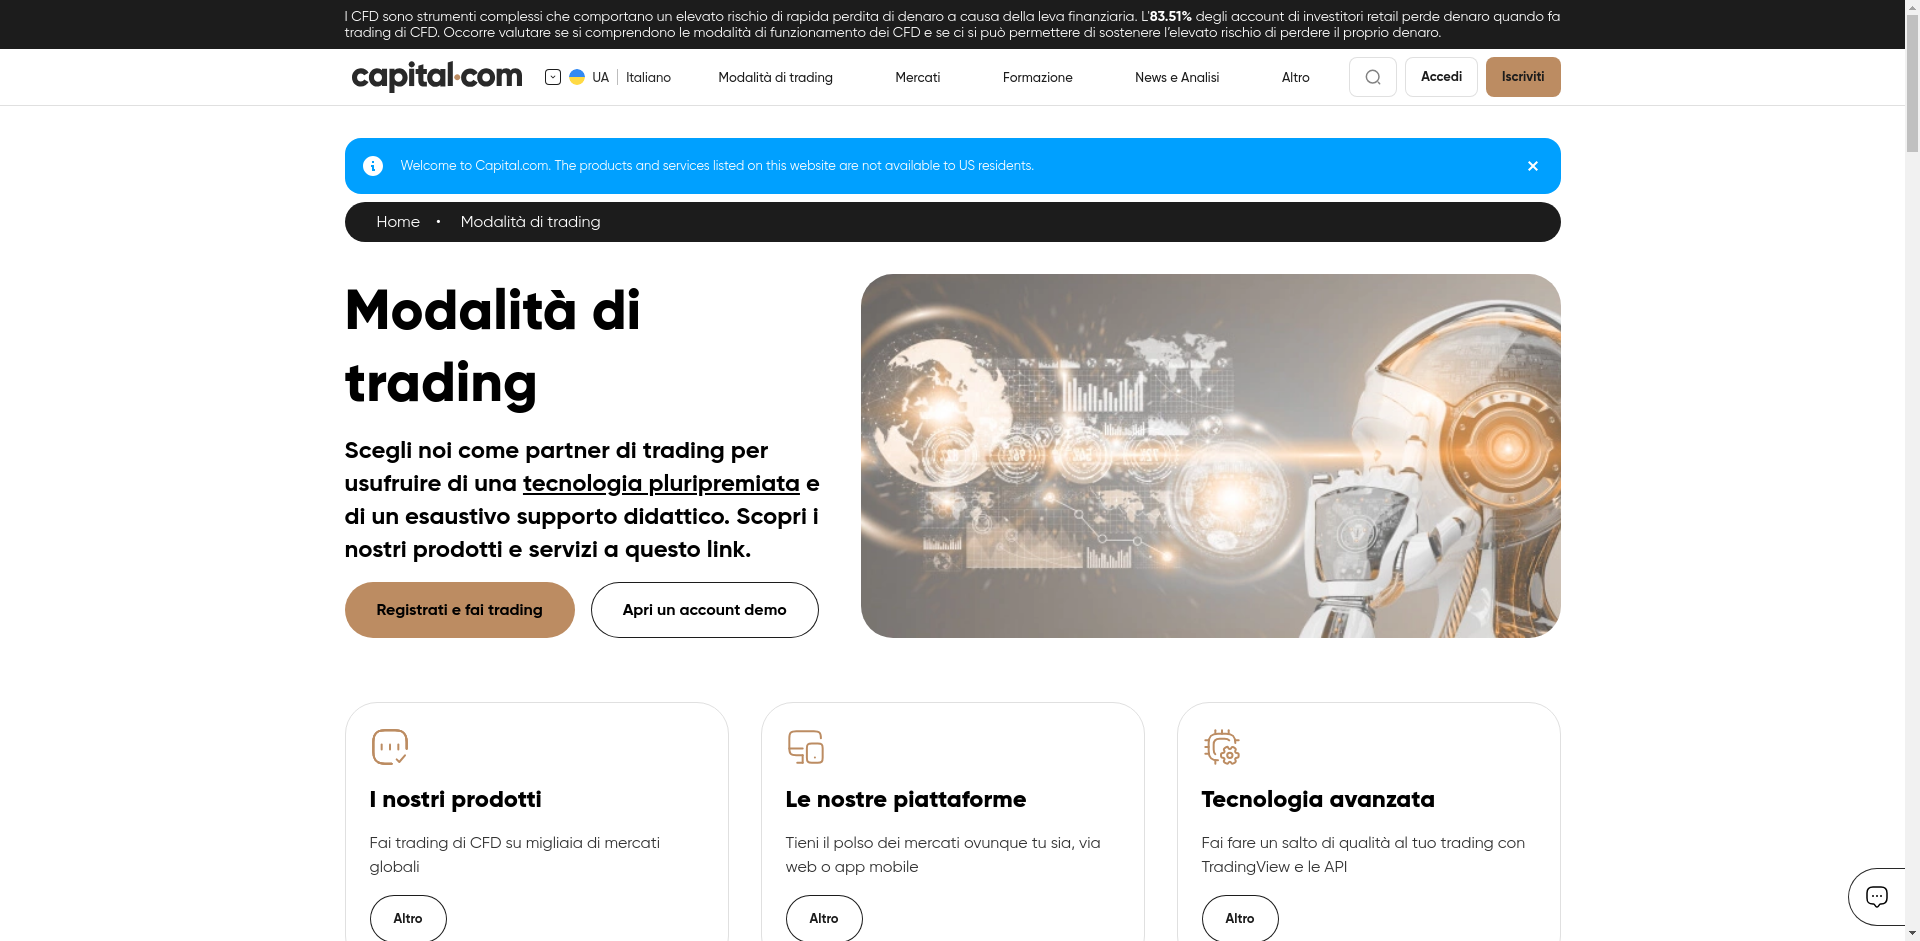 I CFD sono strumenti complessi che comportano un elevato rischio di rapida perdita di denaro a causa della leva finanziaria. L'83.51% degli account di investitori retail perde denaro quando fa
trading di CFD. Occorre valutare se si comprendono le modalità di funzionamento dei CFD e se ci si può permettere di sostenere l’elevato rischio di perdere il proprio denaro.
capital.com UA Italiano Modalità di trading Mercati Formazione News e Analisi Altro Accedi Iscriviti
Welcome to Capital.com. The products and services listed on this website are not available to US residents.
Home • Modalità di trading
Modalità di
trading
Scegli noi come partner di trading per
usufruire di una tecnologia pluripremiata e
di un esaustivo supporto didattico. Scopri i
nostri prodotti e servizi a questo link.
Registrati e fai trading Apri un account demo
I nostri prodotti
Fai trading di CFD su migliaia di mercati
globali
Altro
Le nostre piattaforme
Tieni il polso dei mercati ovunque tu sia, via
web o app mobile
Altro
Tecnologia avanzata
Fai fare un salto di qualità al tuo trading con
TradingView e le API
Altro